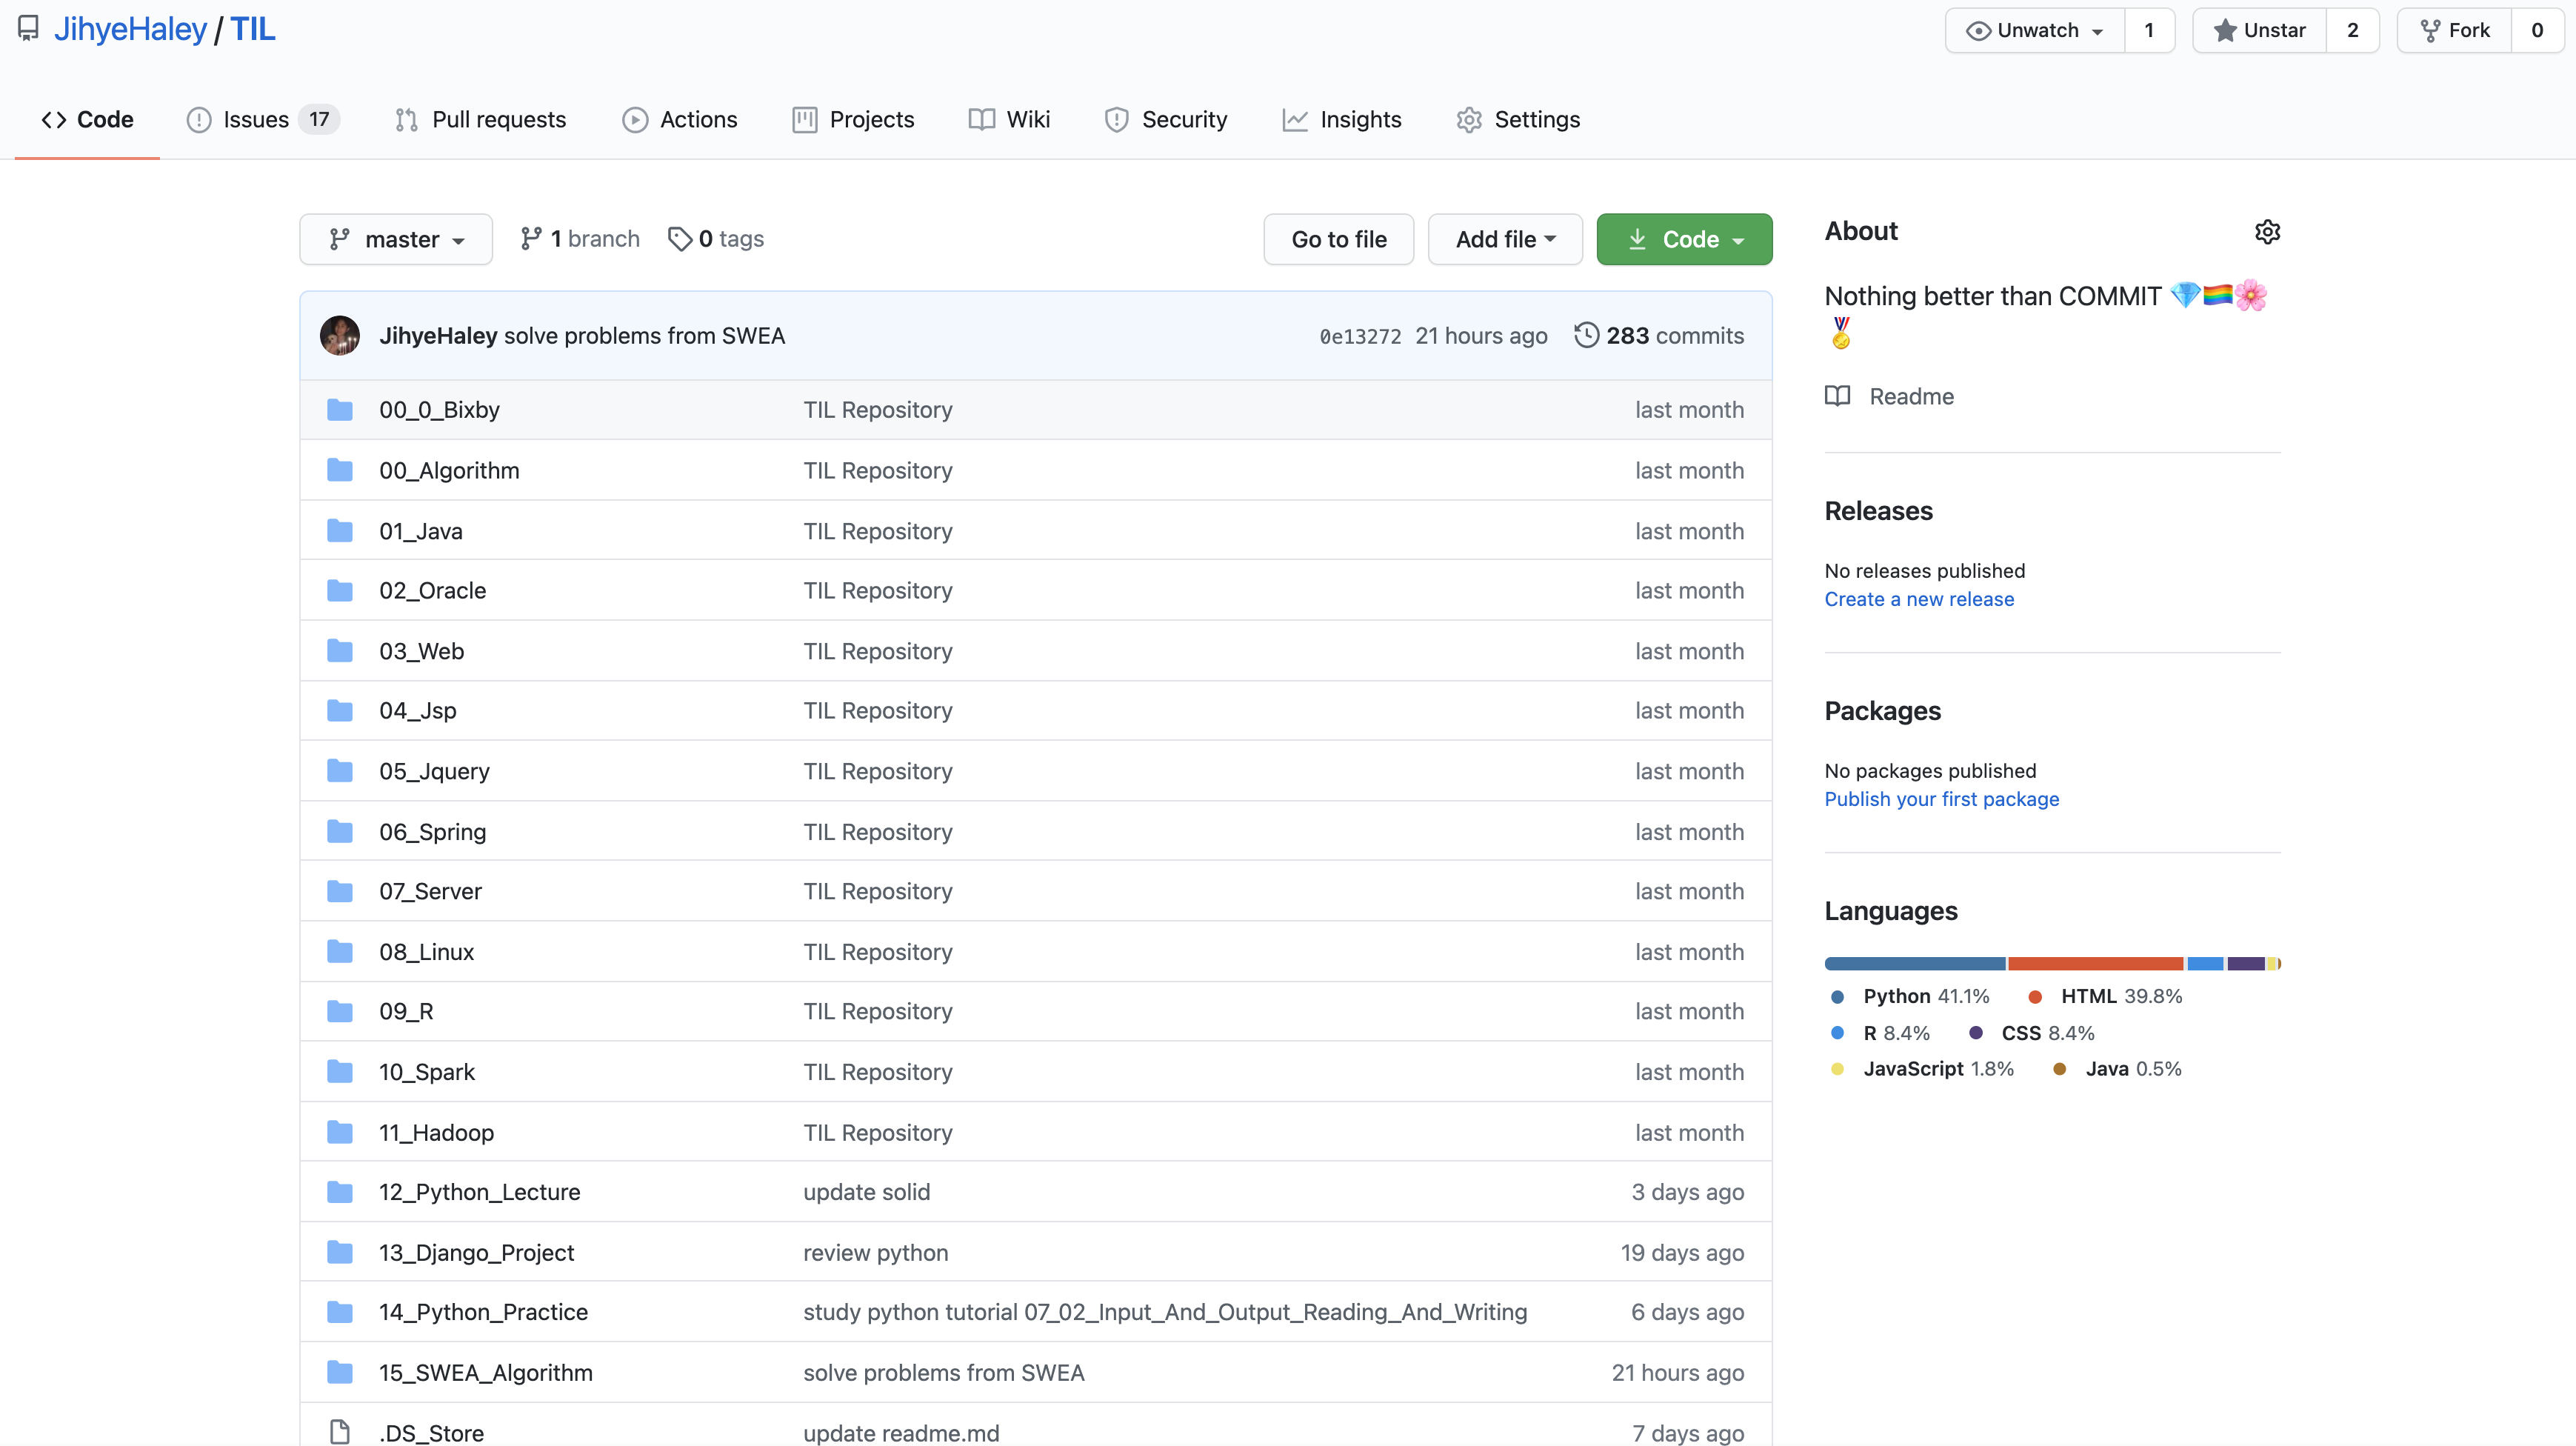 JihyeHaley / TIL
Unwatch 1 Unstar 2 Fork 0
Code Issues 17 Pull requests Actions Projects Wiki Security Insights Settings
master 1 branch 0 tags Go to file Add file Code
JihyeHaley solve problems from SWEA 0e13272 21 hours ago 283 commits
00_0_Bixby TIL Repository last month
00_Algorithm TIL Repository last month
01_Java TIL Repository last month
02_Oracle TIL Repository last month
03_Web TIL Repository last month
04_Jsp TIL Repository last month
05_Jquery TIL Repository last month
06_Spring TIL Repository last month
07_Server TIL Repository last month
08_Linux TIL Repository last month
09_R TIL Repository last month
10_Spark TIL Repository last month
11_Hadoop TIL Repository last month
12_Python_Lecture update solid 3 days ago
13_Django_Project review python 19 days ago
14_Python_Practice study python tutorial 07_02_Input_And_Output_Reading_And_Writing 6 days ago
15_SWEA_Algorithm solve problems from SWEA 21 hours ago
.DS_Store update readme.md 7 days ago
About
Nothing better than COMMIT 💎🏳️‍🌈🌸
🏅
Readme
Releases
No releases published
Create a new release
Packages
No packages published
Publish your first package
Languages
Python 41.1% HTML 39.8%
R 8.4% CSS 8.4%
JavaScript 1.8% Java 0.5%